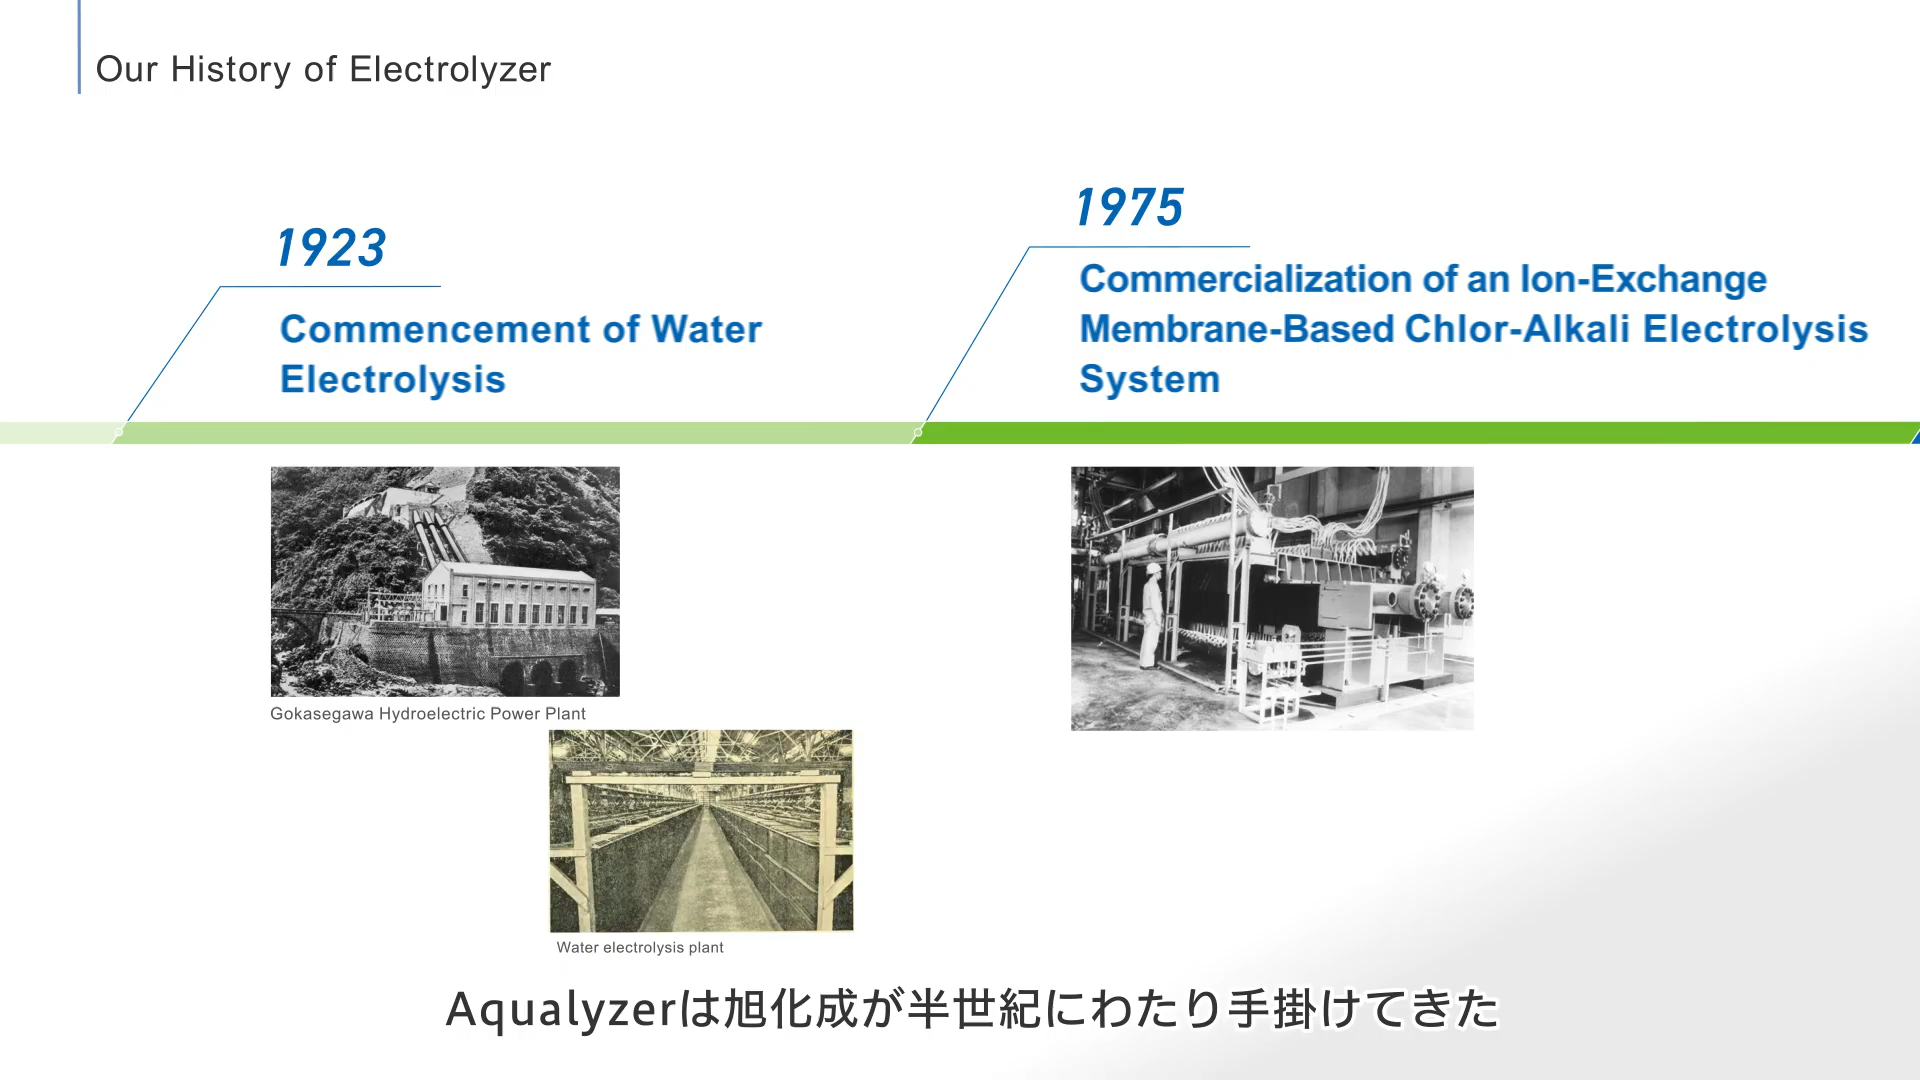 Our History of Electrolyzer
1923
Commencement of Water
Electrolysis
1975
Commercialization of an Ion-Exchange
Membrane-Based Chlor-Alkali Electrolysis
System
Gokasegawa Hydroelectric Power Plant
Water electrolysis plant
Aqualyzerは旭化成が半世紀にわたり手掛けてきた